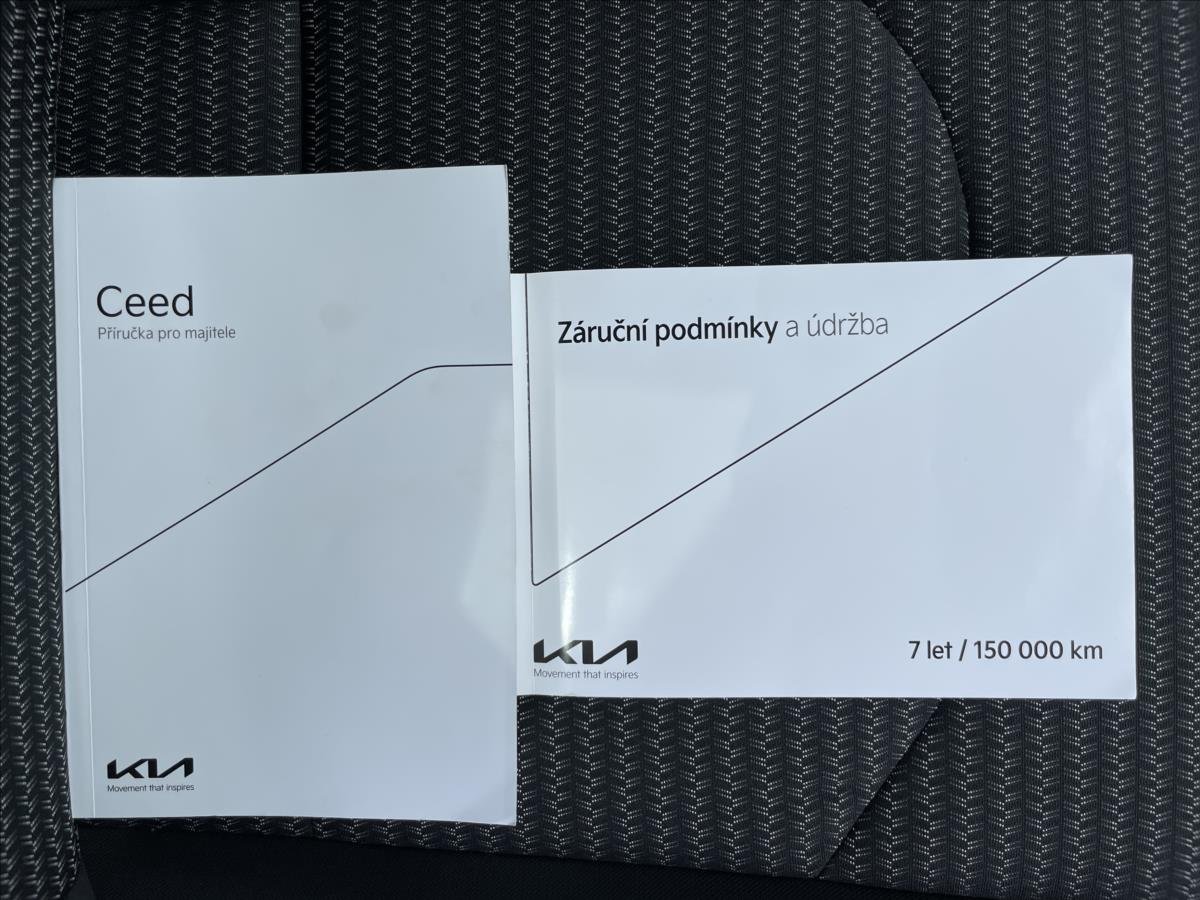 Ceed
Příručka pro majitele
KIA
Movement that inspires
Záruční podmínky a údržba
KIA
Movement that inspires
7 let / 150 000 km